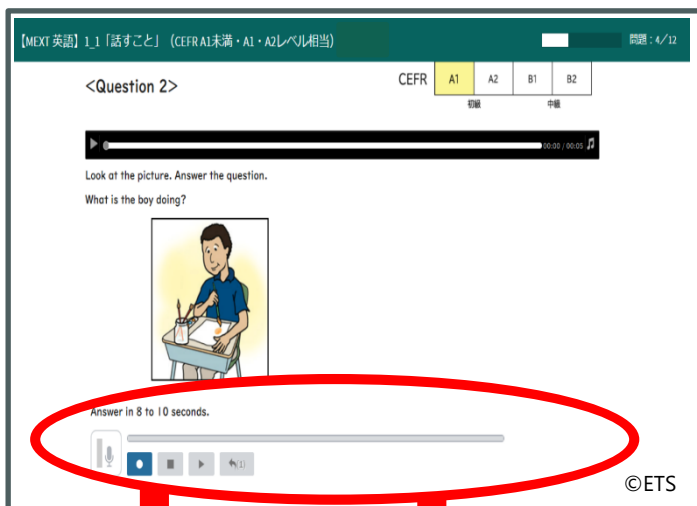 【MEXT 英語】1_1「話すこと」（CEFR A1未満・A1・A2レベル相当）
問題：4／12
<Question 2>
CEFR A1 A2 B1 B2
初級 中級
00:00 / 00:05
Look at the picture. Answer the question.
What is the boy doing?
Answer in 8 to 10 seconds.
(1)
©ETS